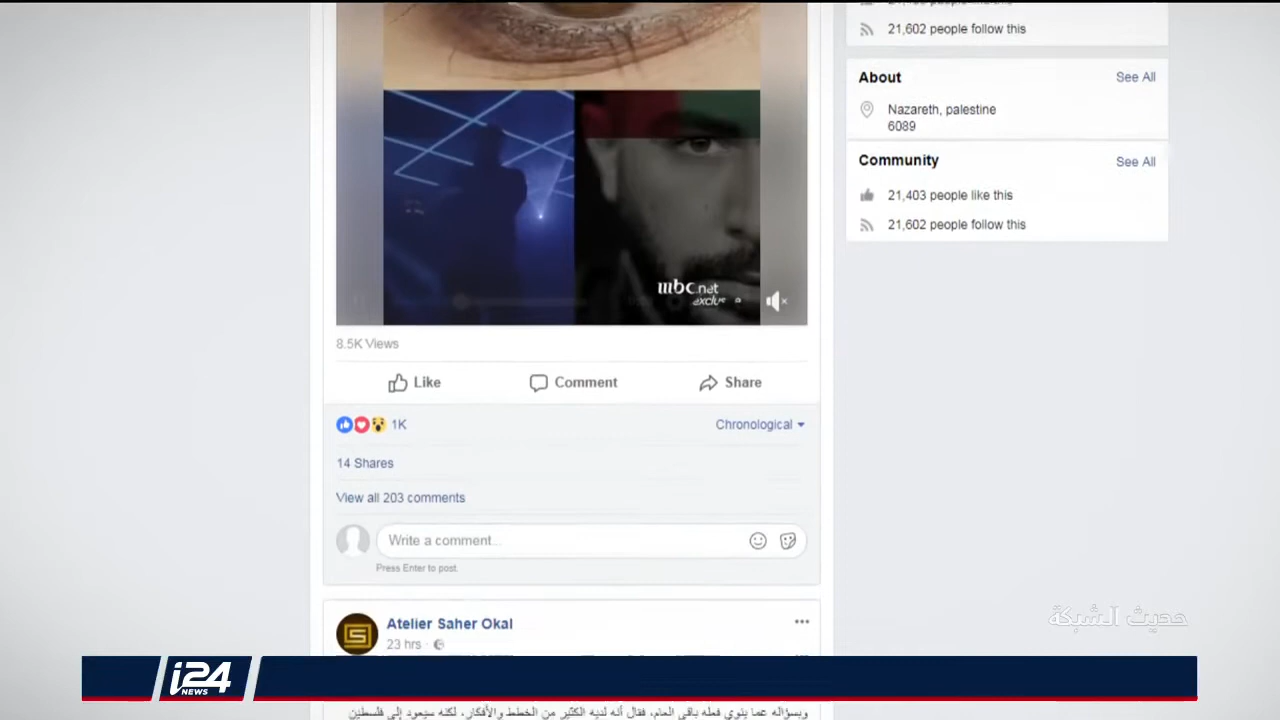 21,602 people follow this
About
See All
Nazareth, palestine
6089
Community
See All
21,403 people like this
21,602 people follow this
mbc.net
8.5K Views
Like
Comment
Share
1K
Chronological
14 Shares
View all 203 comments
Write a comment...
Press Enter to post.
حديث الشبكة
Atelier Saher Okal
23 hrs
i24
NEWS
وبسؤاله عما ينوي فعله باقي العام، فقال أنه لديه الكثير من الخطط والأفكار، لكنه سيعود إلى فلسطين